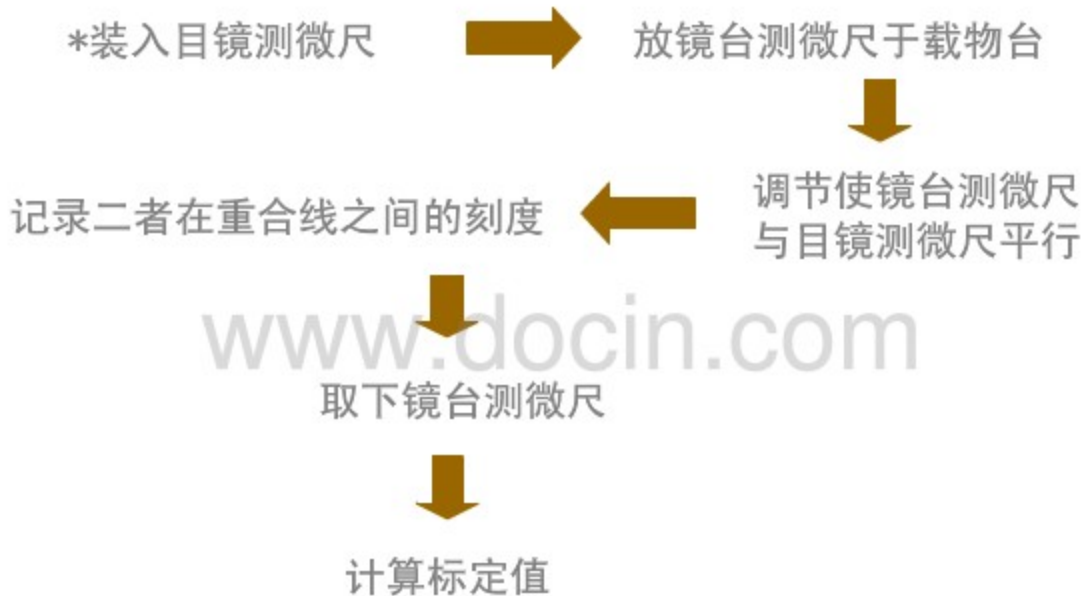 *装入目镜测微尺
放镜台测微尺于载物台
调节使镜台测微尺
与目镜测微尺平行
记录二者在重合线之间的刻度
www.docin.com
取下镜台测微尺
计算标定值